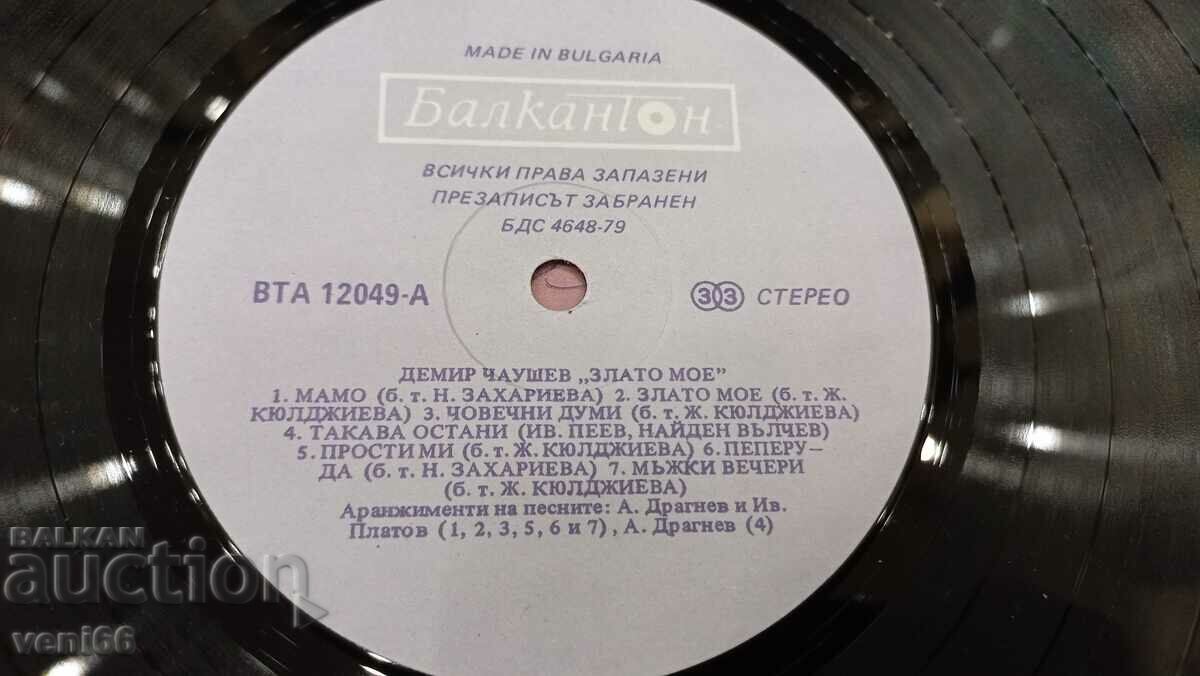 MADE IN BULGARIA
Балкантон
ВСИЧКИ ПРАВА ЗАПАЗЕНИ
ПРЕЗАПИСЪТ ЗАБРАНЕН
БДС 4648-79
ВТА 12049-А
33 СТЕРЕО
ДЕМИР ЧАУШЕВ „ЗЛАТО МОЕ”
1. МАМО (б. т. Н. ЗАХАРИЕВА) 2. ЗЛАТО МОЕ (б. т. Ж.
КЮЛДЖИЕВА) 3. ЧОВЕЧНИ ДУМИ (б. т. Ж. КЮЛДЖИЕВА)
4. ТАКАВА ОСТАНИ (ИВ. ПЕЕВ, НАЙДЕН ВЪЛЧЕВ)
5. ПРОСТИ МИ (б. т. Ж. КЮЛДЖИЕВА) 6. ПЕПЕРУ—
ДА (б. т. Н. ЗАХАРИЕВА) 7. МЪЖКИ ВЕЧЕРИ
(б. т. Ж. КЮЛДЖИЕВА)
Аранжименти на песните: А. Драгнев и Ив.
Платов (1, 2, 3, 5, 6 и 7), А. Драгнев (4)
BALKAN
auction
veni66